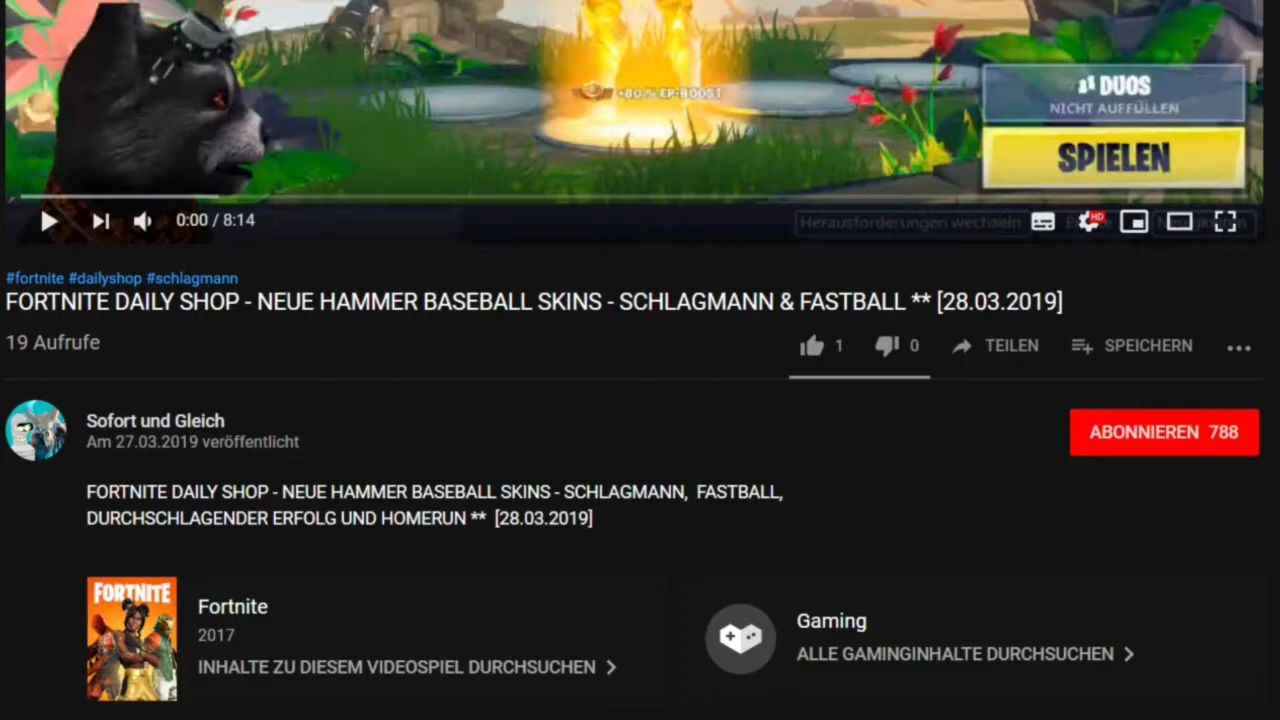 DUOS
NICHT AUFFÜLLEN
+80 % EP-BOOST
SPIELEN
0:00 / 8:14
Herausforderungen wechseln
HD
#fortnite #dailyshop #schlagmann
FORTNITE DAILY SHOP - NEUE HAMMER BASEBALL SKINS - SCHLAGMANN & FASTBALL ** [28.03.2019]
19 Aufrufe
1
0
TEILEN
SPEICHERN
Sofort und Gleich
Am 27.03.2019 veröffentlicht
ABONNIEREN 788
FORTNITE DAILY SHOP - NEUE HAMMER BASEBALL SKINS - SCHLAGMANN, FASTBALL,
DURCHSCHLAGENDER ERFOLG UND HOMERUN ** [28.03.2019]
FORTNITE
Fortnite
2017
INHALTE ZU DIESEM VIDEOSPIEL DURCHSUCHEN
Gaming
ALLE GAMINGINHALTE DURCHSUCHEN